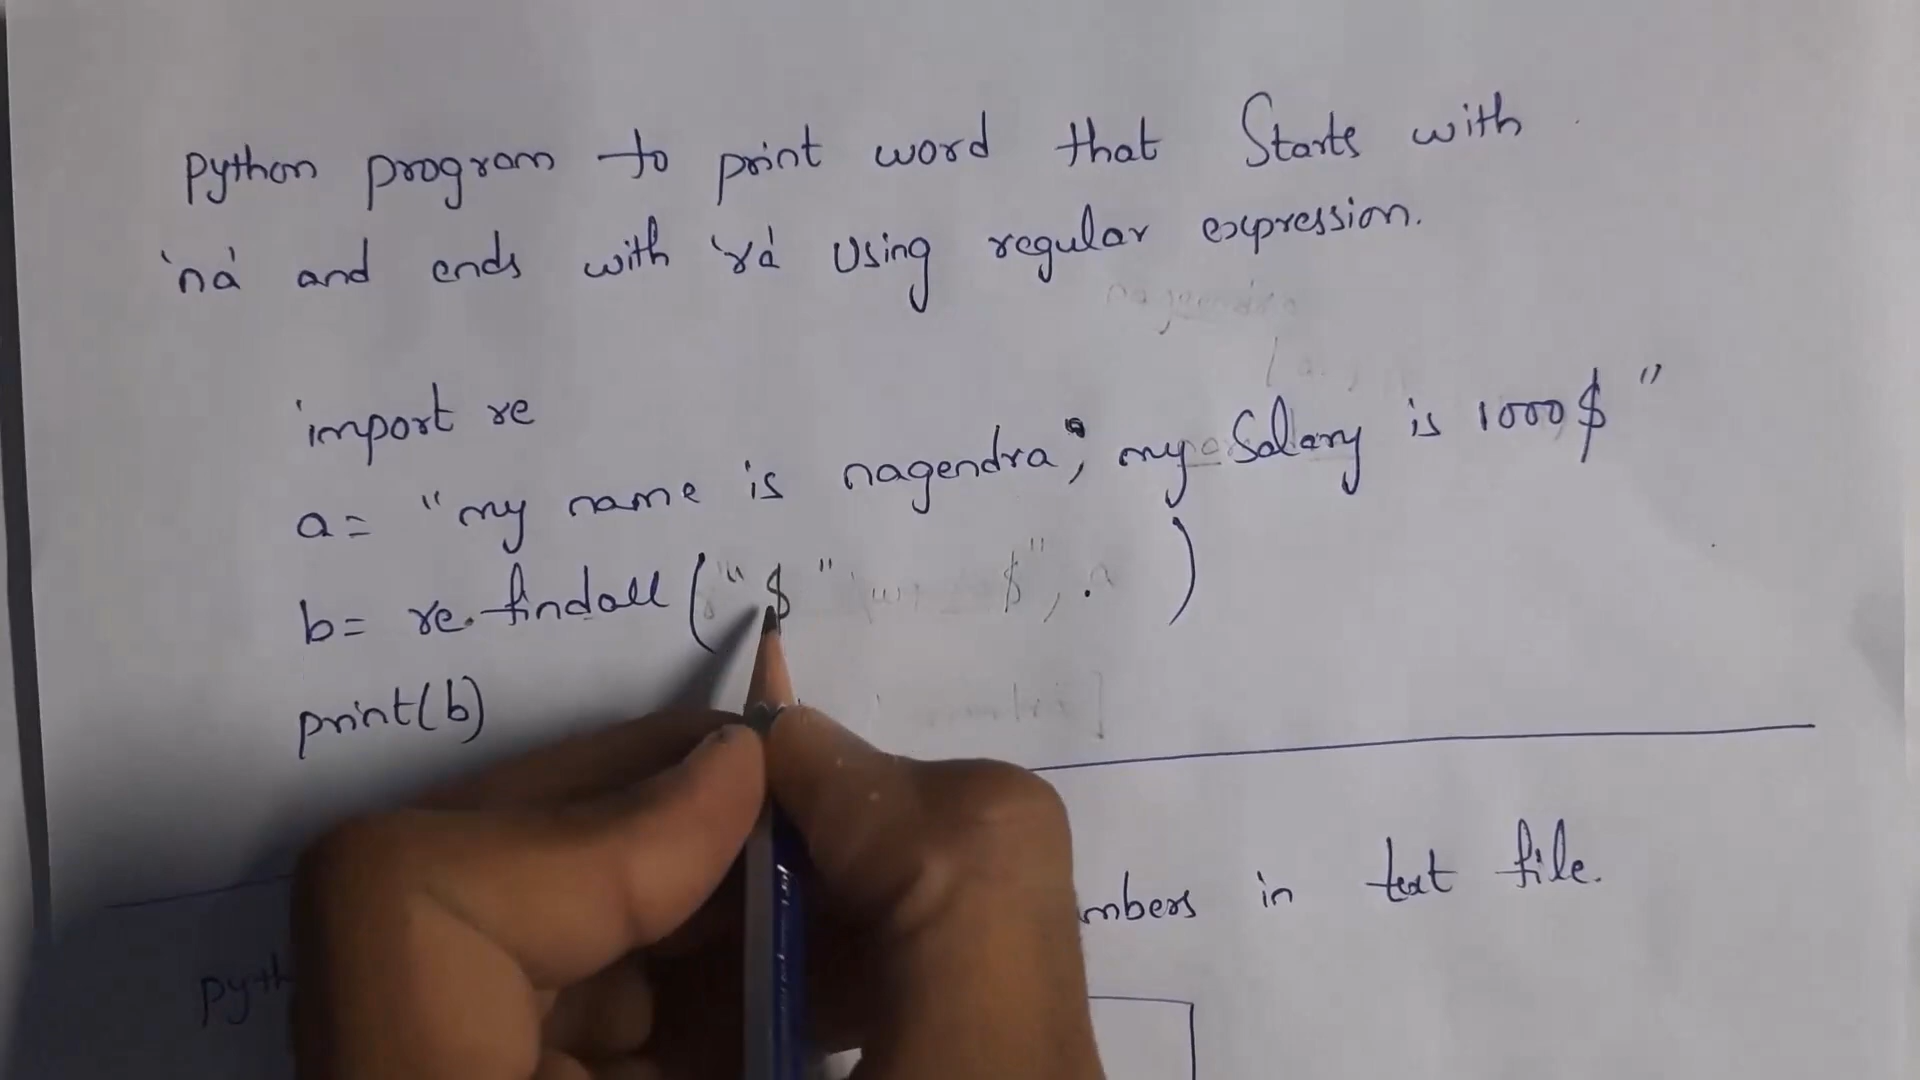 python program to print word that Starts with
'na' and ends with 'ra' Using regular expression.
nagendra
import re
a= "my name is nagendra, my Salary is 1000$"
b= re.findall("$" $", a)
print(b)
mbers in text file.
pyth